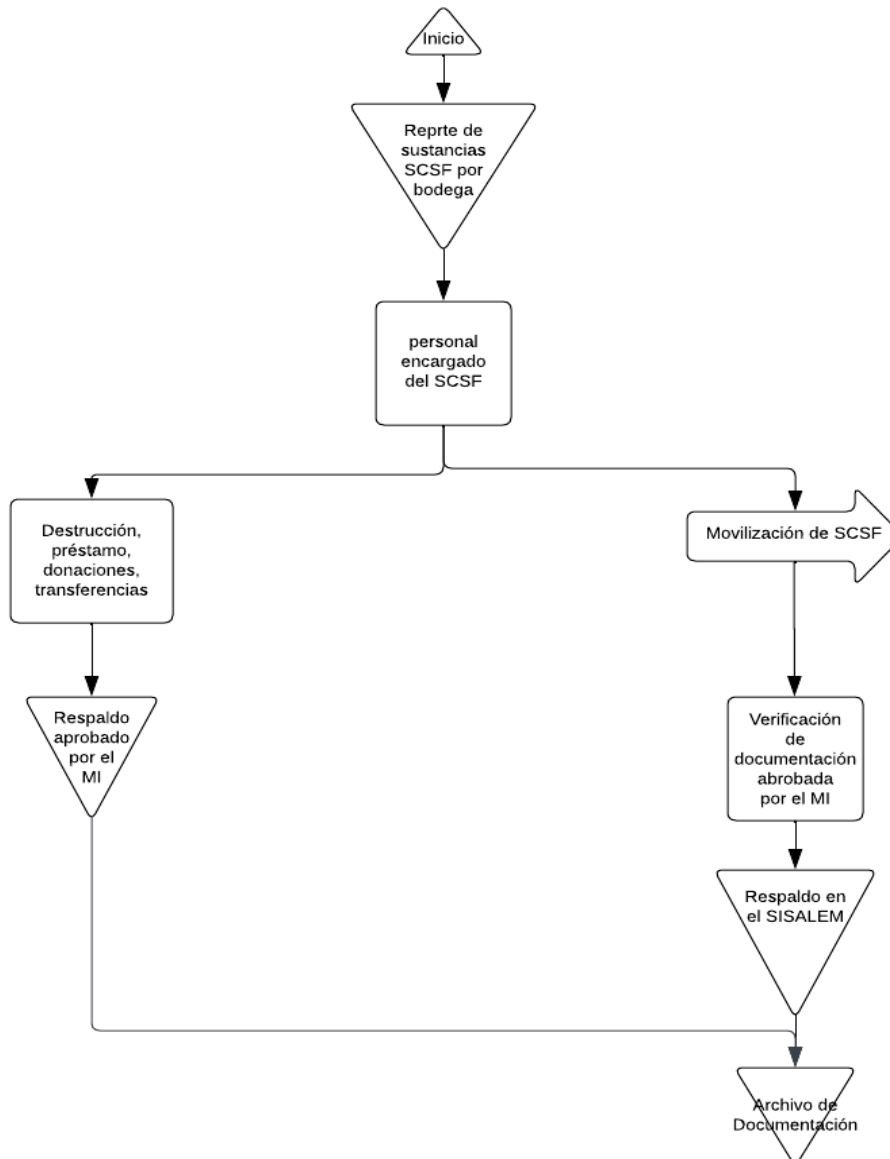 Inicio
Reprte de
sustancias
SCSF por
bodega
personal
encargado
del SCSF
Destrucción,
préstamo,
donaciones,
transferencias
Movilización de SCSF
Respaldo
aprobado
por el
MI
Verificación
de
documentación
abrobada
por el MI
Respaldo en
el SISALEM
Archivo de
Documentación